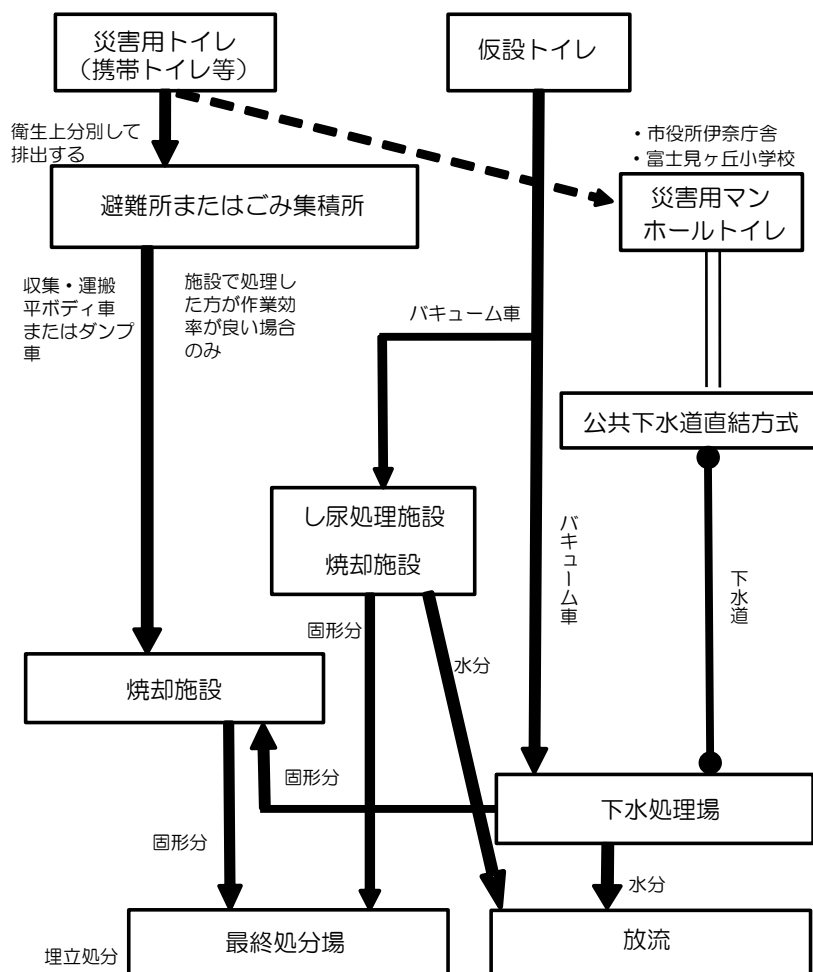 災害用トイレ
（携帯トイレ等）
仮設トイレ
衛生上分別して
排出する
・市役所伊奈庁舎
・富士見ヶ丘小学校
避難所またはごみ集積所
災害用マン
ホールトイレ
収集・運搬
平ボディ車
またはダンプ
車
施設で処理し
た方が作業効
率が良い場合
のみ
バキューム車
公共下水道直結方式
し尿処理施設
焼却施設
バキューム車
下水道
固形分
水分
焼却施設
固形分
下水処理場
固形分
水分
埋立処分
最終処分場
放流